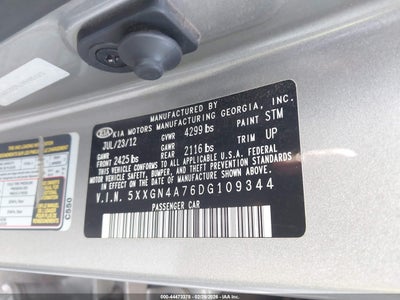 MANUFACTURED BY
KIA KIA MOTORS MANUFACTURING GEORGIA, INC.
JUL/23/12 GVWR 4299 lbs PAINT STM
GAWR FRONT 2425 lbs GAWR REAR 2116 lbs TRIM UP
THIS VEHICLE CONFORMS TO ALL APPLICABLE U.S.A. FEDERAL
MOTOR VEHICLE SAFETY, BUMPER, AND THEFT PREVENTION
STANDARDS IN EFFECT ON THE DATE OF MANUFACTURE SHOWN ABOVE.
V.I.N. 5XXGN4A76DG109344
PASSENGER CAR
C550
000-44473378 - 02/26/2026 - IAA Inc.